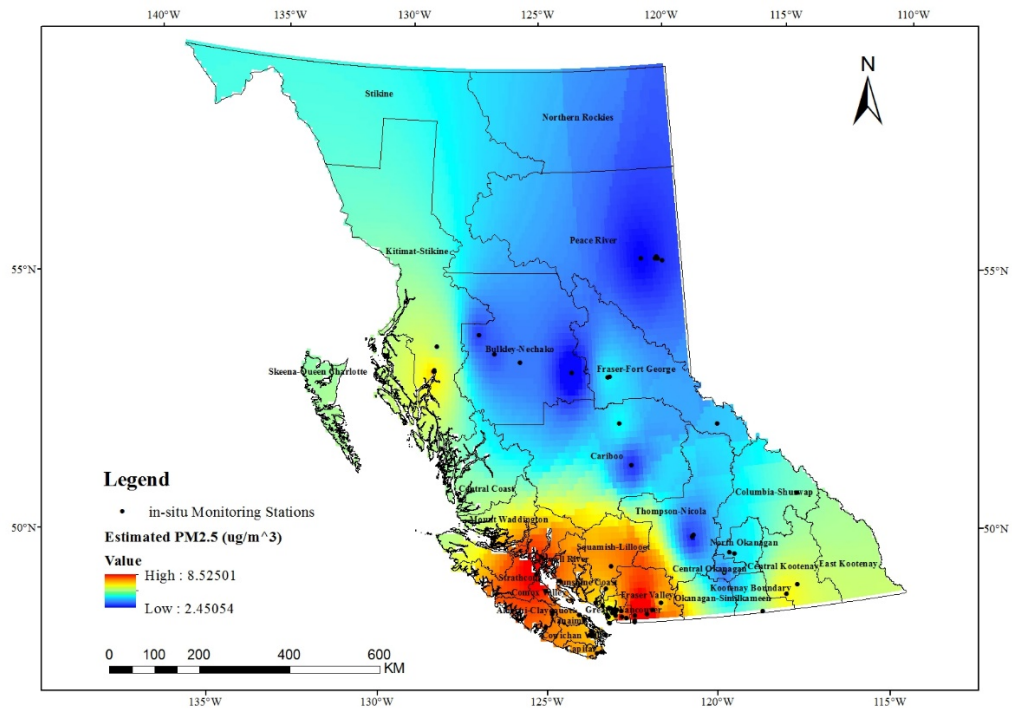 140°W
130°W
125°W
120°W
110°W
N
Stikine
Northern Rockies
Peace River
Kitimat-Stikine
55°N
55°N
Bulkley-Nechako
Fraser-Fort George
Skeena-Queen Charlotte
Cariboo
Legend
in-situ Monitoring Stations
Estimated PM2.5 (ug/m^3)
Value
High : 8.52501
Low : 2.45054
Columbia-Shuswap
Central Coast
Thompson-Nicola
Mount Waddington
50°N
50°N
North Okanagan
Squamish-Lillooet
Central Okanagan
Central Kootenay
East Kootenay
Strathcona
Sunshine Coast
Kootenay Boundary
Comox Valley
Fraser Valley
Okanagan-Similkameen
Nanaimo
Cowichan Valley
Capital
0
100
200
400
600
KM
135°W
130°W
125°W
120°W
115°W